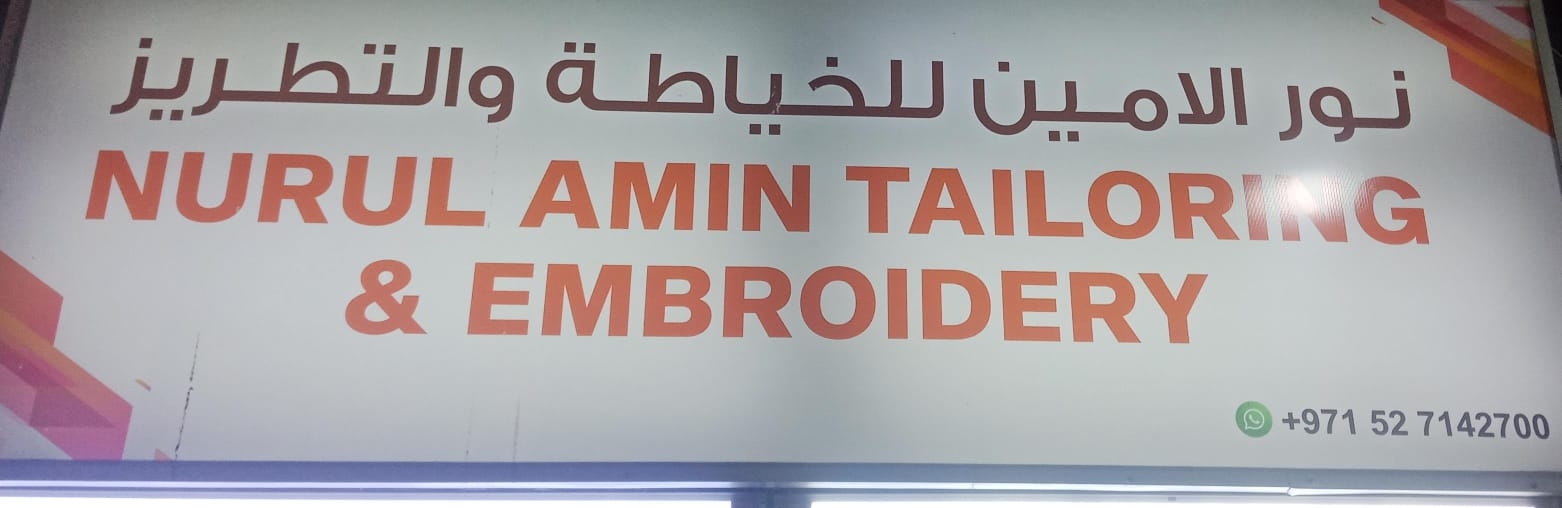 نور الامين للخياطة والتطريز
NURUL AMIN TAILORING
& EMBROIDERY
+971 52 7142700